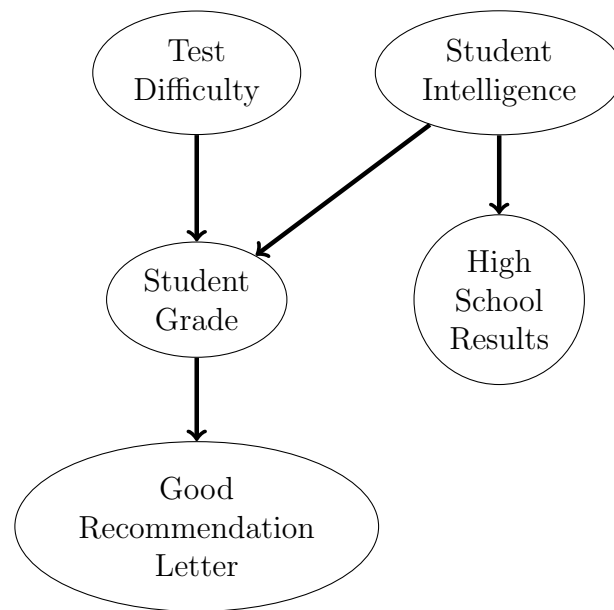 Test
Difficulty
Student
Intelligence
Student
Grade
High
School
Results
Good
Recommendation
Letter